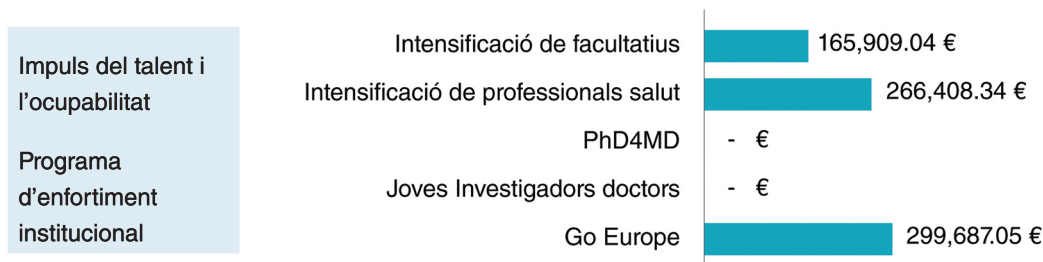 Impuls del talent i
l’ocupabilitat
Programa
d’enfortiment
institucional
Intensificació de facultatius 165,909.04 €
Intensificació de professionals salut 266,408.34 €
PhD4MD - €
Joves Investigadors doctors - €
Go Europe 299,687.05 €